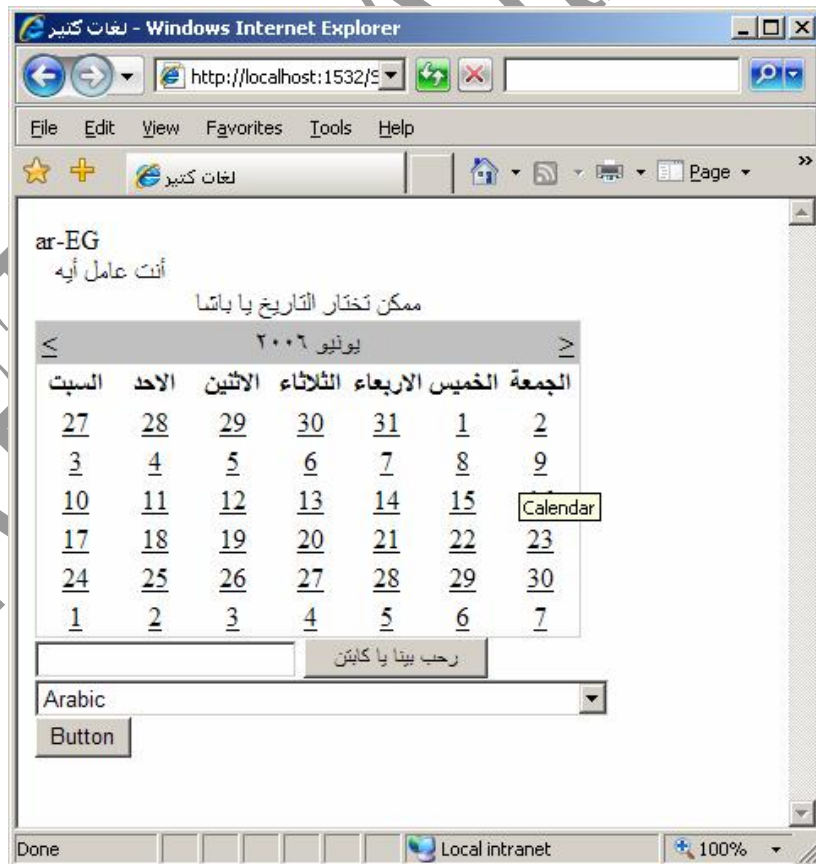 لغات كتير - Windows Internet Explorer
http://localhost:1532/S
File Edit View Favorites Tools Help
لغات كتير Page »
ar-EG
أنت عامل أيه
ممكن تختار التاريخ يا باشا
< يونيو ٢٠٠٦ >
السبت الاحد الاثنين الثلاثاء الاربعاء الخميس الجمعة
27 28 29 30 31 1 2
3 4 5 6 7 8 9
10 11 12 13 14 15
Calendar
17 18 19 20 21 22 23
24 25 26 27 28 29 30
1 2 3 4 5 6 7
رحب بينا يا كابتن
Arabic
Button
Done Local intranet 100%